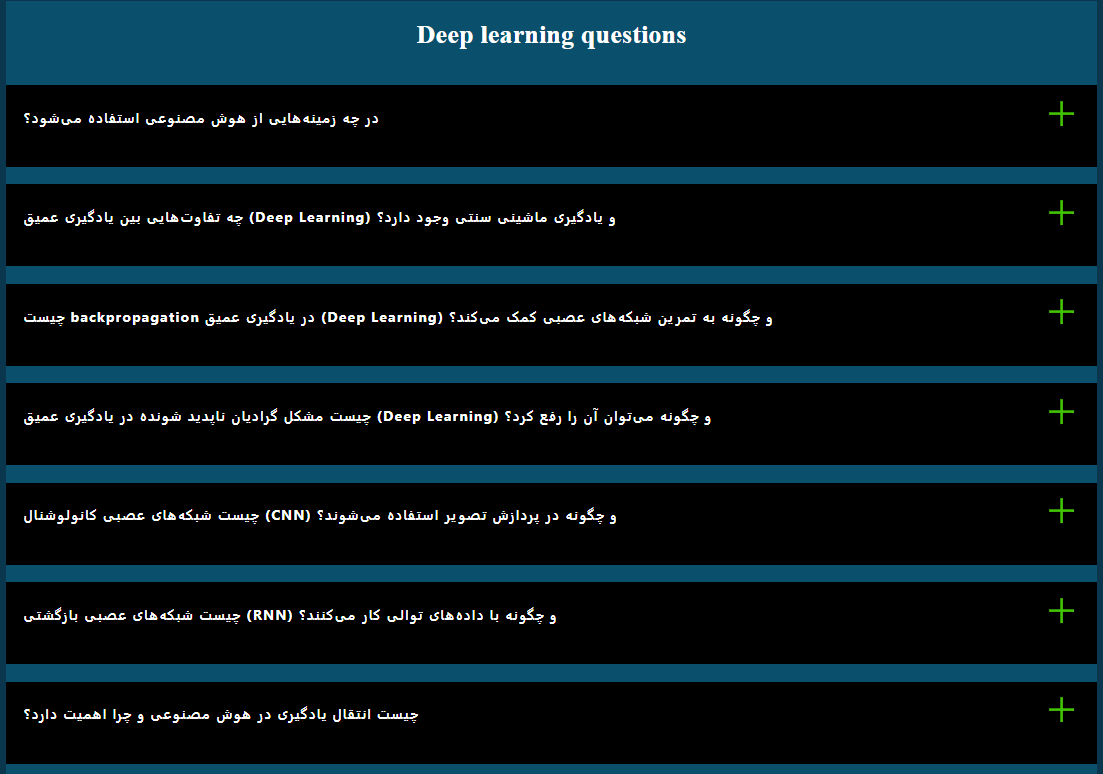 Deep learning questions
در چه زمینه‌هایی از هوش مصنوعی استفاده می‌شود؟
چه تفاوت‌هایی بین یادگیری عمیق (Deep Learning) و یادگیری ماشینی سنتی وجود دارد؟
چیست backpropagation در یادگیری عمیق (Deep Learning) و چگونه به تمرین شبکه‌های عصبی کمک می‌کند؟
چیست مشکل گرادیان ناپدید شونده در یادگیری عمیق (Deep Learning) و چگونه می‌توان آن را رفع کرد؟
چیست شبکه‌های عصبی کانولوشنال (CNN) و چگونه در پردازش تصویر استفاده می‌شوند؟
چیست شبکه‌های عصبی بازگشتی (RNN) و چگونه با داده‌های توالی کار می‌کنند؟
چیست انتقال یادگیری در هوش مصنوعی و چرا اهمیت دارد؟